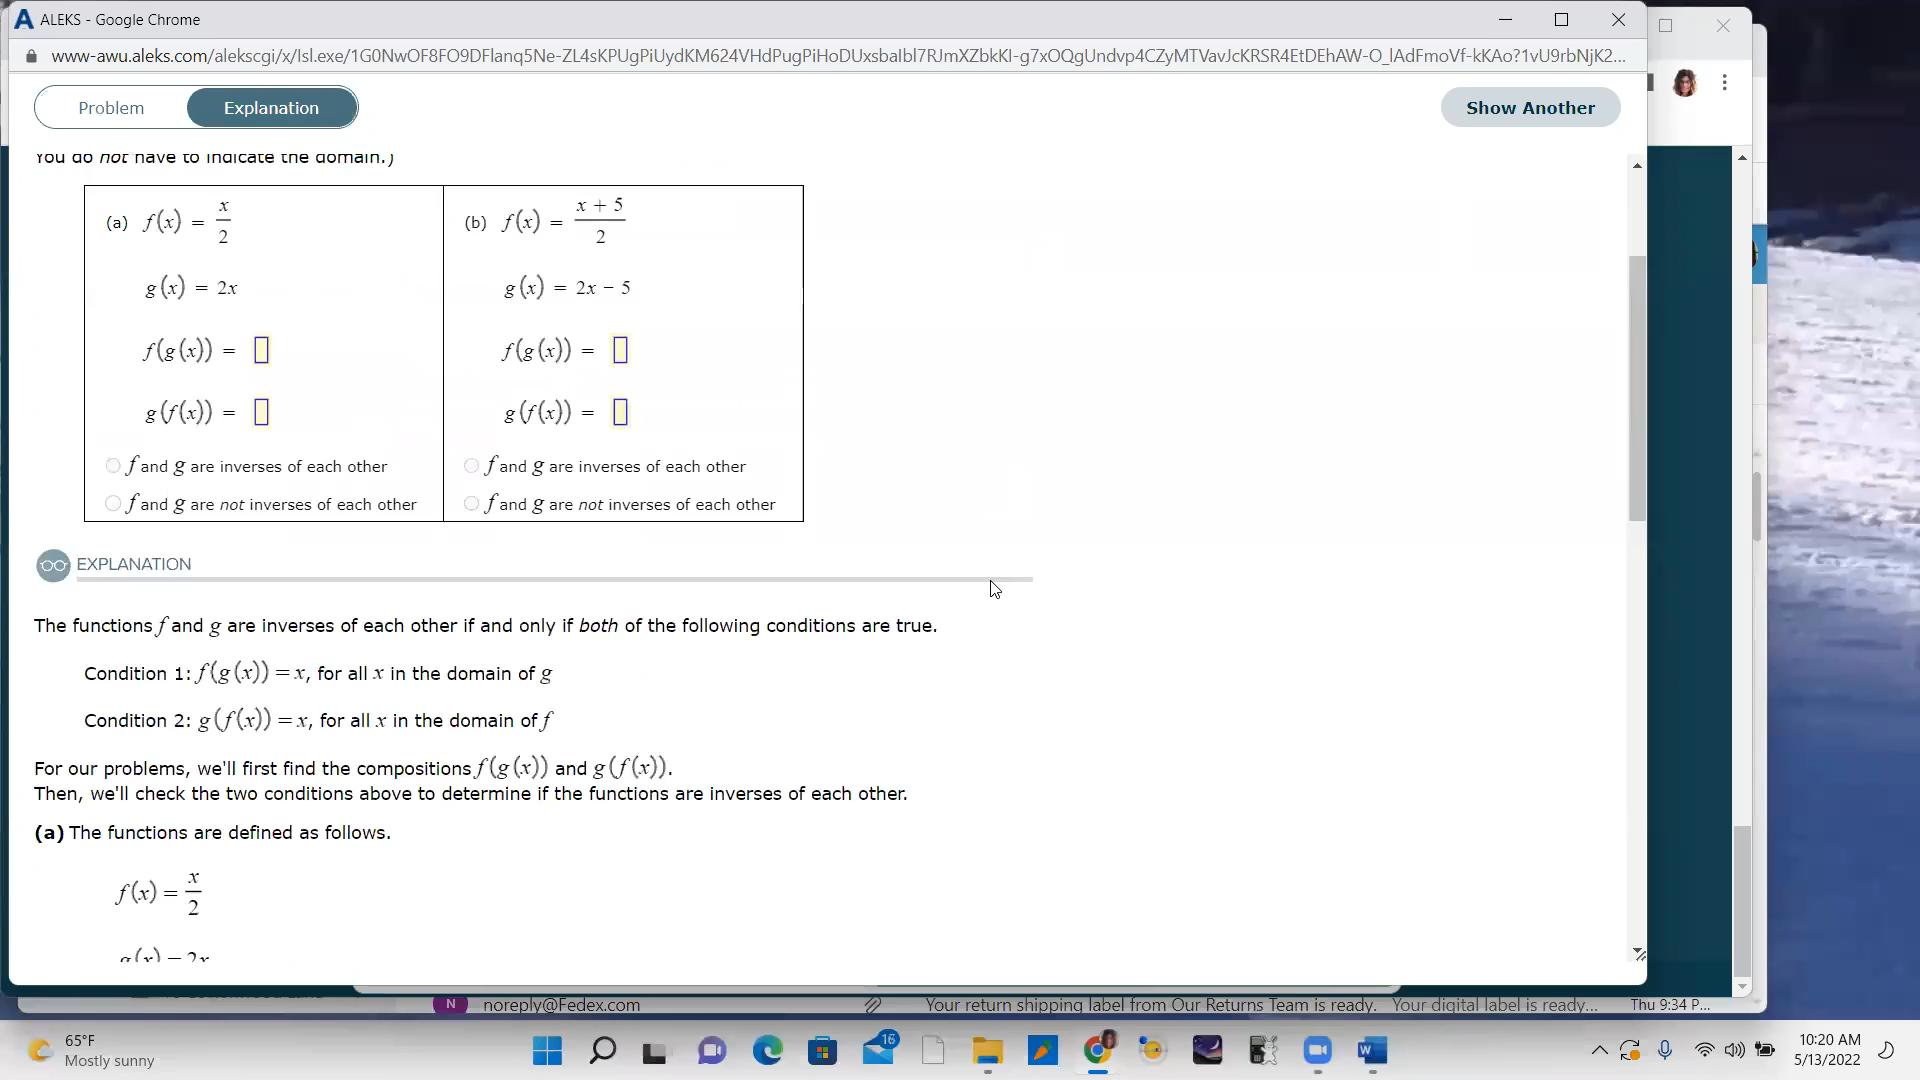 ALEKS - Google Chrome
www-awu.aleks.com/alekscgi/x/Isl.exe/1G0NwOF8FO9DFlanq5Ne-ZL4sKPUgPiUydKM624VHdPugPiHoDUxsbaIbl7RJmXZbkKI-g7xOQgUndvp4CZyMTVavJcKRSR4EtDEhAW-O_lAdFmoVf-kKAo?1vU9rbNjK2...
Problem
Explanation
Show Another
You do not have to indicate the domain.)
(a) f(x) = x/2
g(x) = 2x
f(g(x)) =
g(f(x)) =
f and g are inverses of each other
f and g are not inverses of each other
(b) f(x) = (x + 5)/2
g(x) = 2x − 5
f(g(x)) =
g(f(x)) =
f and g are inverses of each other
f and g are not inverses of each other
EXPLANATION
The functions f and g are inverses of each other if and only if both of the following conditions are true.
Condition 1: f(g(x)) = x, for all x in the domain of g
Condition 2: g(f(x)) = x, for all x in the domain of f
For our problems, we'll first find the compositions f(g(x)) and g(f(x)).
Then, we'll check the two conditions above to determine if the functions are inverses of each other.
(a) The functions are defined as follows.
f(x) = x/2
g(x) = 2x
N noreply@Fedex.com Your return shipping label from Our Returns Team is ready. Your digital label is ready... Thu 9:34 P...
65°F
Mostly sunny
16
10:20 AM
5/13/2022